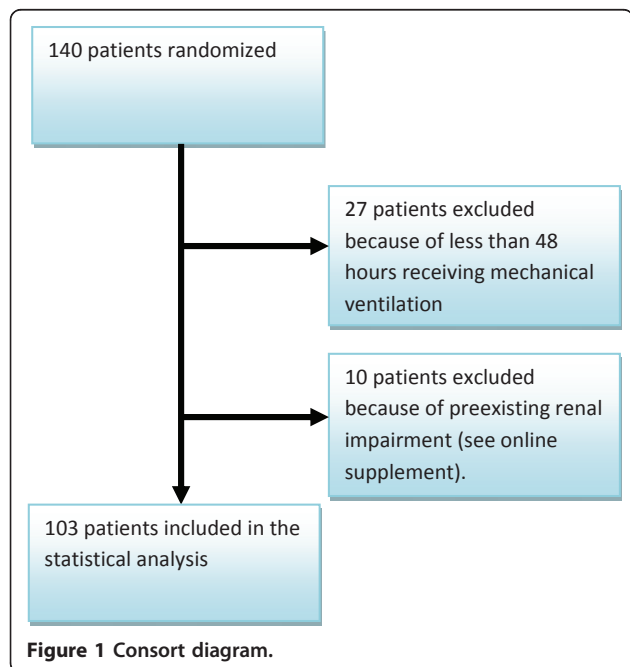 140 patients randomized
27 patients excluded
because of less than 48
hours receiving mechanical
ventilation
10 patients excluded
because of preexisting renal
impairment (see online
supplement).
103 patients included in the
statistical analysis
Figure 1 Consort diagram.